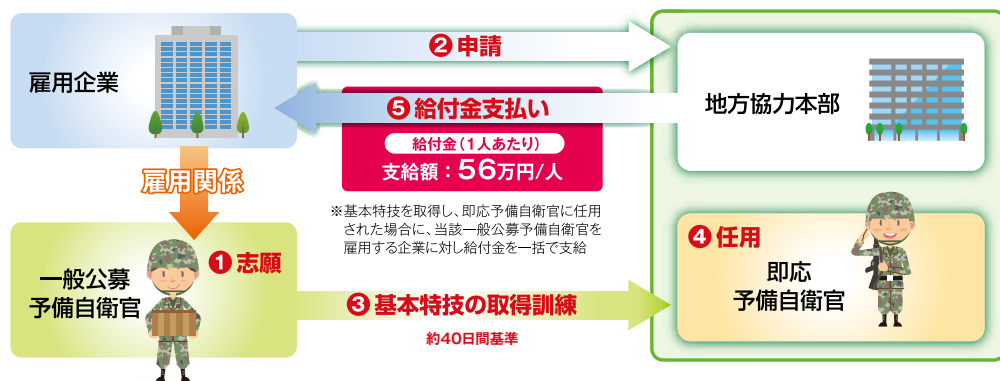 雇用企業
❷申請
❺給付金支払い
給付金（1人あたり）
支給額：56万円/人
※基本特技を取得し、即応予備自衛官に任用
された場合に、当該一般公募予備自衛官を
雇用する企業に対し給付金を一括で支給
地方協力本部
雇用関係
❶志願
一般公募
予備自衛官
❸基本特技の取得訓練
約40日間基準
❹任用
即応
予備自衛官